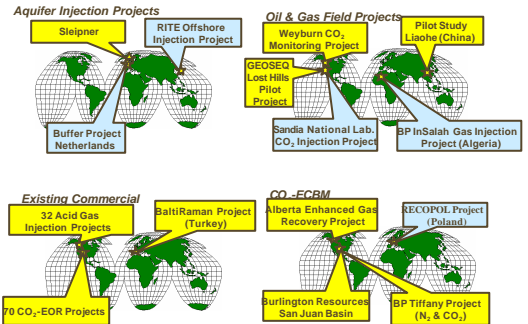 Aquifer Injection Projects
Sleipner
RITE Offshore
Injection Project
Buffer Project
Netherlands
Oil & Gas Field Projects
Weyburn CO₂
Monitoring Project
Pilot Study
Liaohe (China)
GEOSEQ
Lost Hills
Pilot
Project
Sandia National Lab.
CO₂ Injection Project
BP InSalah Gas Injection
Project (Algeria)
Existing Commercial
32 Acid Gas
Injection Projects
BaltiRaman Project
(Turkey)
70 CO₂-EOR Projects
CO₂-ECBM
Alberta Enhanced Gas
Recovery Project
RECOPOL Project
(Poland)
Burlington Resources
San Juan Basin
BP Tiffany Project
(N₂ & CO₂)